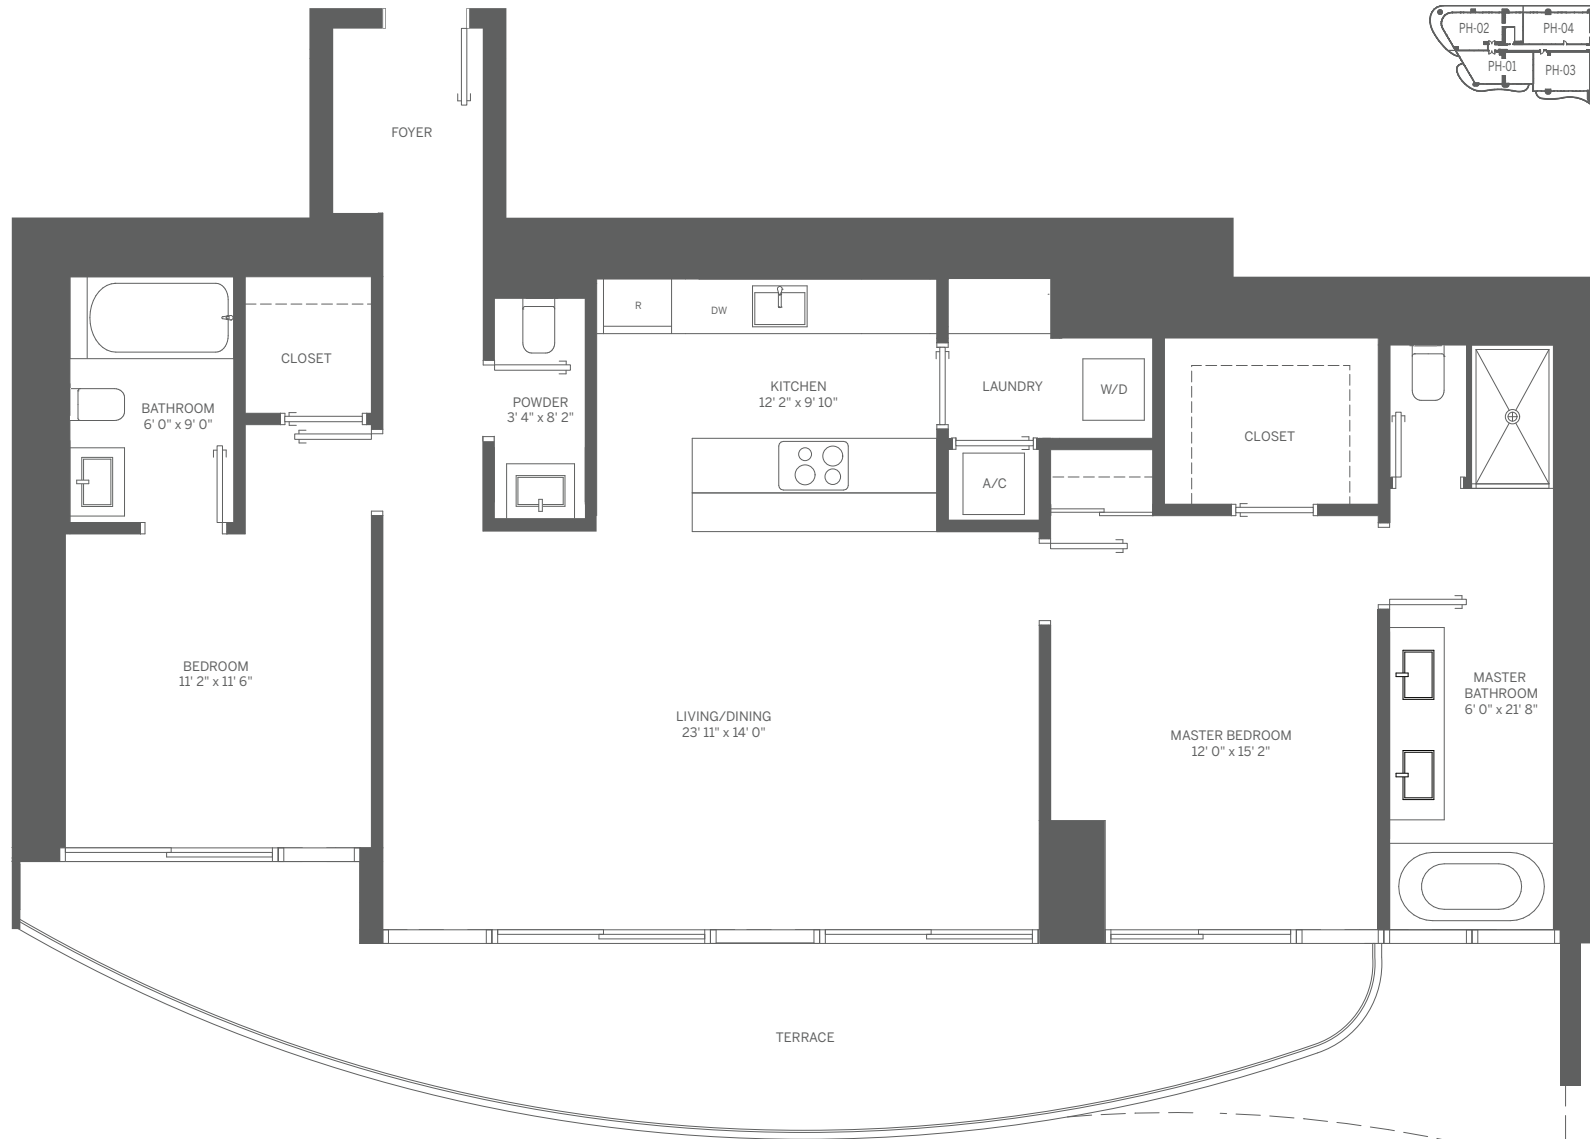 PH-02
PH-04
PH-01
PH-03
FOYER
CLOSET
BATHROOM
6' 0" x 9' 0"
POWDER
3' 4" x 8' 2"
R
DW
KITCHEN
12' 2" x 9' 10"
LAUNDRY
W/D
A/C
CLOSET
BEDROOM
11' 2" x 11' 6"
LIVING/DINING
23' 11" x 14' 0"
MASTER BEDROOM
12' 0" x 15' 2"
MASTER
BATHROOM
6' 0" x 21' 8"
TERRACE